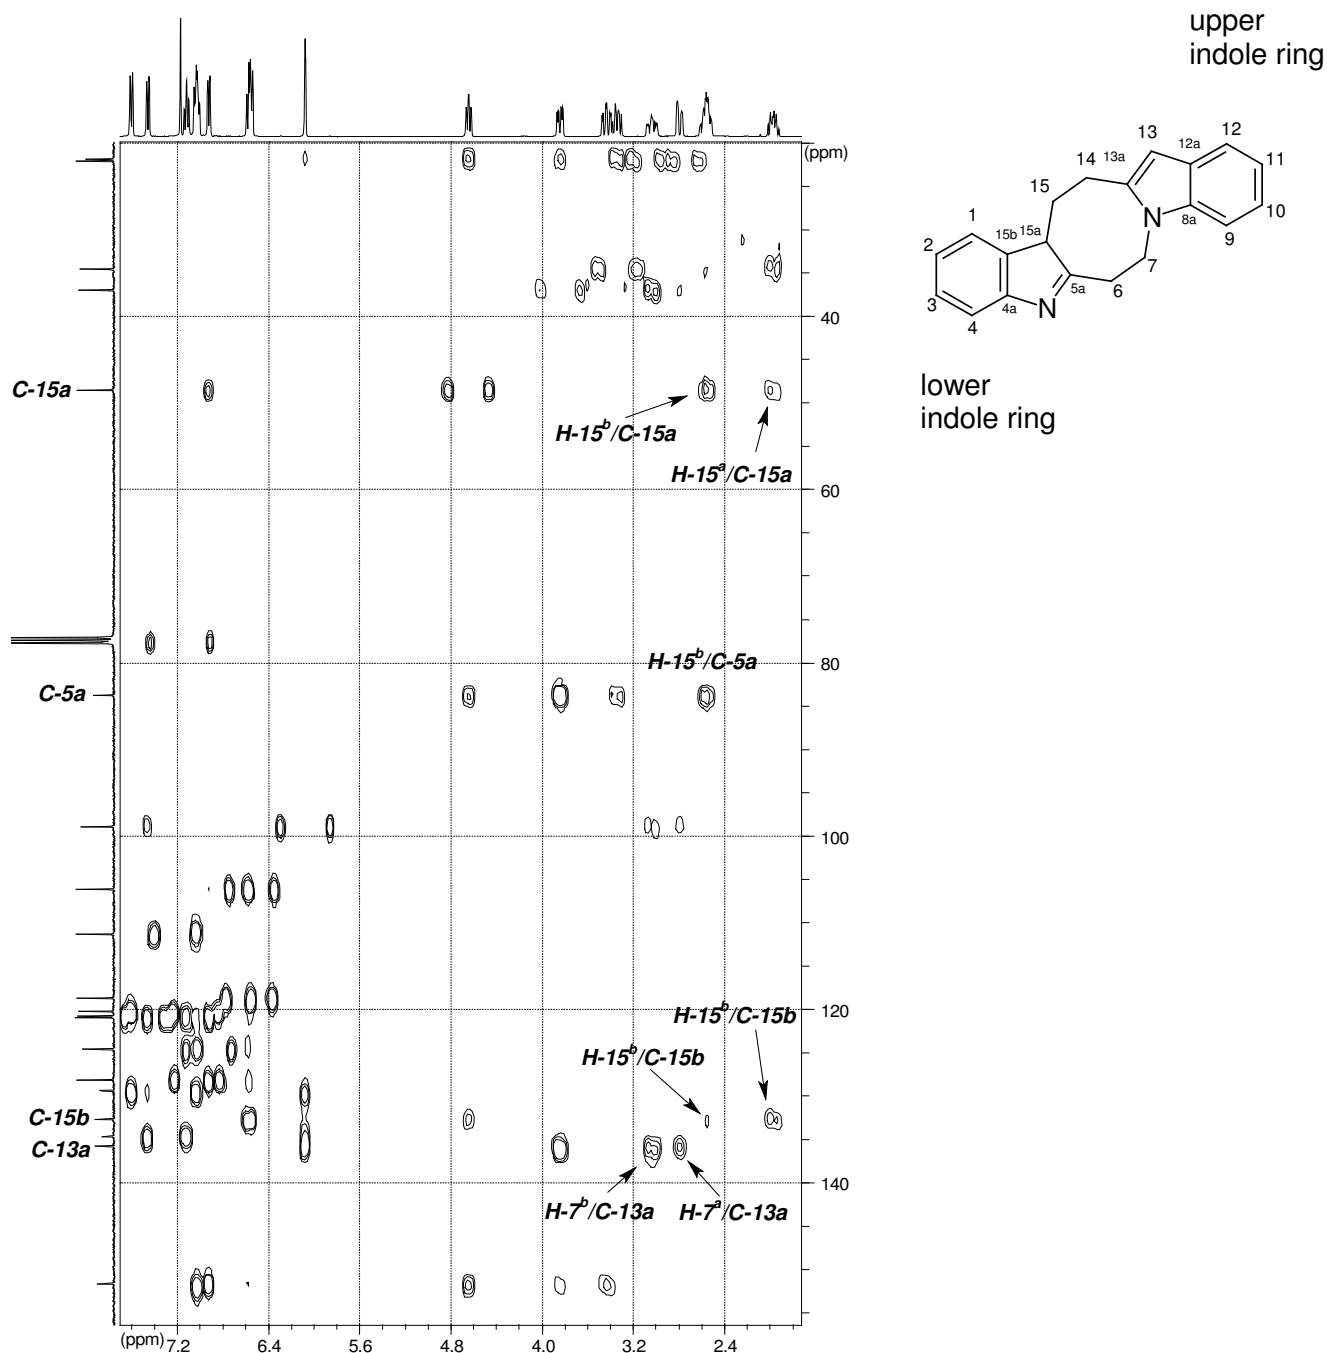 upper
indole ring
(ppm)
13
12a
12
13a
11
14
15
N
8a
10
1
15b
15a
9
2
7
5a
6
3
4a
N
4
40
lower
indole ring
C-15a
H-15b/C-15a
H-15a/C-15a
60
H-15b/C-5a
80
C-5a
100
120
H-15b/C-15b
H-15b/C-15b
C-15b
C-13a
140
H-7b/C-13a
H-7a/C-13a
(ppm)
7.2
6.4
5.6
4.8
4.0
3.2
2.4